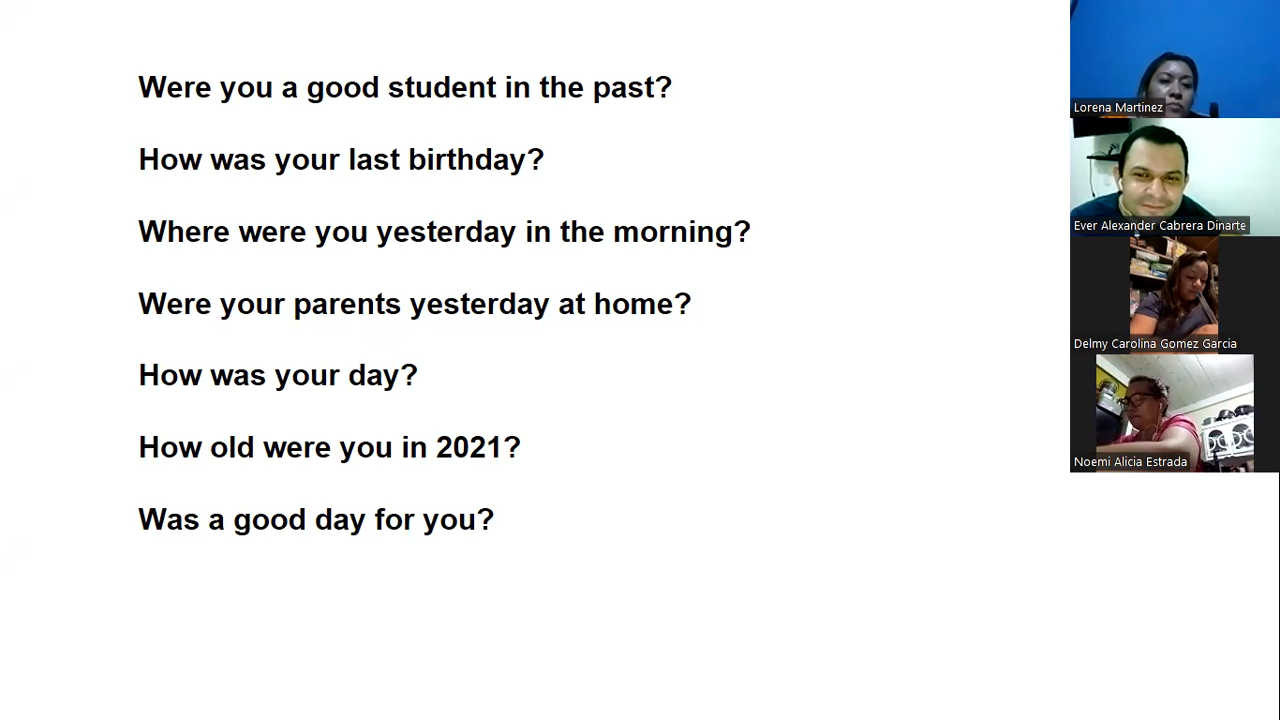 Were you a good student in the past?
How was your last birthday?
Where were you yesterday in the morning?
Were your parents yesterday at home?
How was your day?
How old were you in 2021?
Was a good day for you?
Lorena Martinez
Ever Alexander Cabrera Dinarte
Delmy Carolina Gomez Garcia
Noemi Alicia Estrada